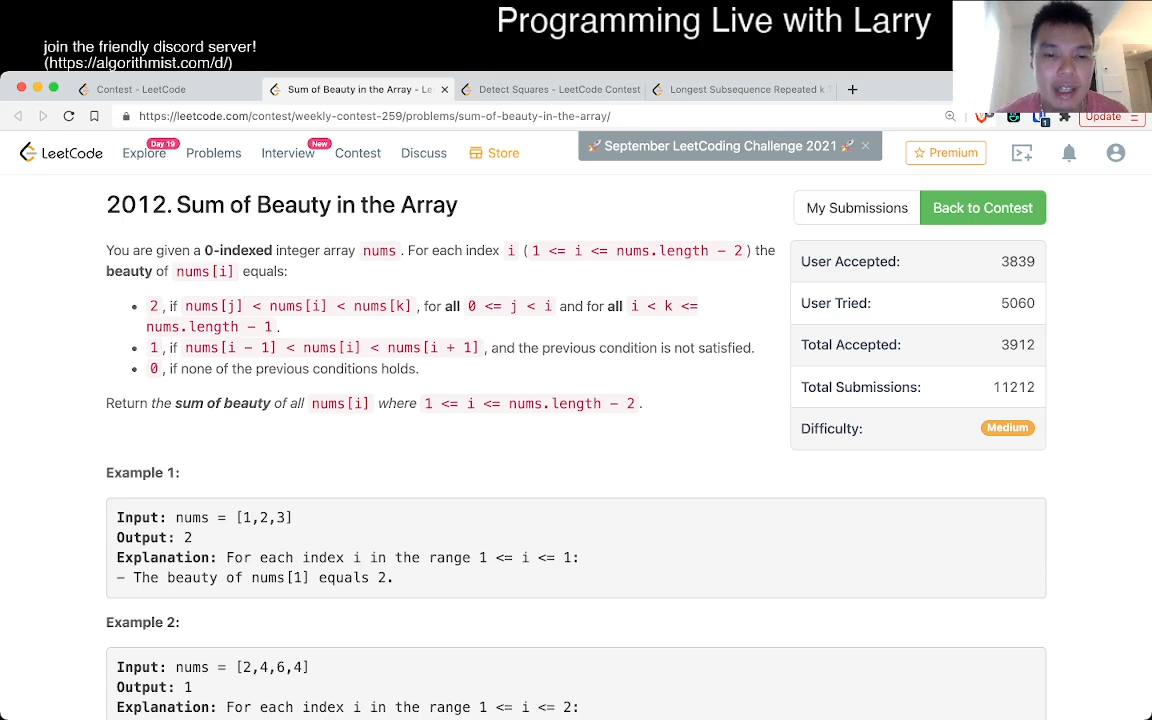 Programming Live with Larry
join the friendly discord server!
(https://algorithmist.com/d/)
Contest - LeetCode
Sum of Beauty in the Array - Le
Detect Squares - LeetCode Contest
Longest Subsequence Repeated k
https://leetcode.com/contest/weekly-contest-259/problems/sum-of-beauty-in-the-array/
1
Update
LeetCode
Explore
Day 19
Problems
Interview
New
Contest
Discuss
Store
🚀 September LeetCoding Challenge 2021 🚀 ×
Premium
2012. Sum of Beauty in the Array
My Submissions
Back to Contest
You are given a 0-indexed integer array nums . For each index i ( 1 <= i <= nums.length - 2 ) the
beauty of nums[i] equals:
• 2 , if nums[j] < nums[i] < nums[k] , for all 0 <= j < i and for all i < k <=
nums.length - 1 .
• 1 , if nums[i - 1] < nums[i] < nums[i + 1] , and the previous condition is not satisfied.
• 0 , if none of the previous conditions holds.
Return the sum of beauty of all nums[i] where 1 <= i <= nums.length - 2 .
User Accepted: 3839
User Tried: 5060
Total Accepted: 3912
Total Submissions: 11212
Difficulty: Medium
Example 1:
Input: nums = [1,2,3]
Output: 2
Explanation: For each index i in the range 1 <= i <= 1:
- The beauty of nums[1] equals 2.
Example 2:
Input: nums = [2,4,6,4]
Output: 1
Explanation: For each index i in the range 1 <= i <= 2: